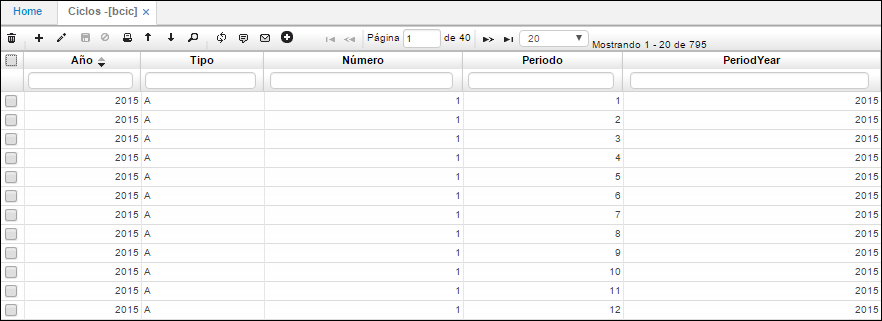 Home Ciclos -[bcic] ×
Página 1 de 40 20 Mostrando 1 - 20 de 795
Año Tipo Número Periodo PeriodYear
2015 A 1 1 2015
2015 A 1 2 2015
2015 A 1 3 2015
2015 A 1 4 2015
2015 A 1 5 2015
2015 A 1 6 2015
2015 A 1 7 2015
2015 A 1 8 2015
2015 A 1 9 2015
2015 A 1 10 2015
2015 A 1 11 2015
2015 A 1 12 2015